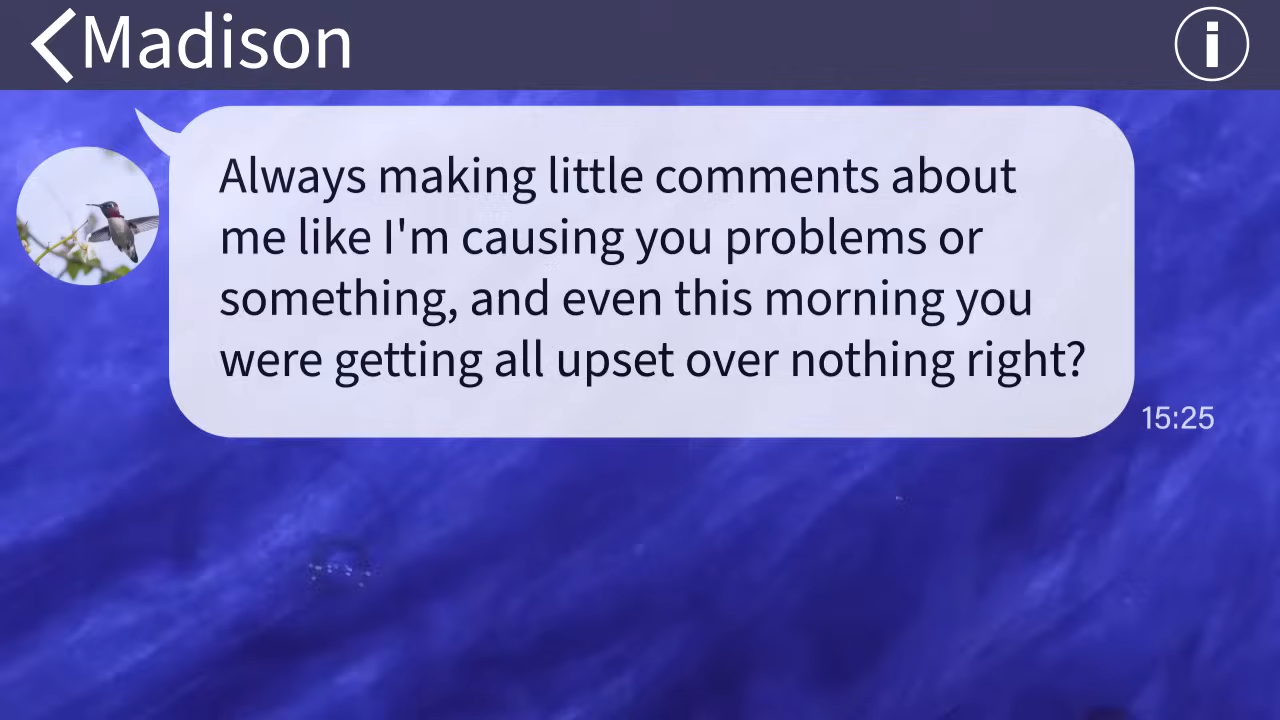 Madison
Always making little comments about
me like I'm causing you problems or
something, and even this morning you
were getting all upset over nothing right?
15:25